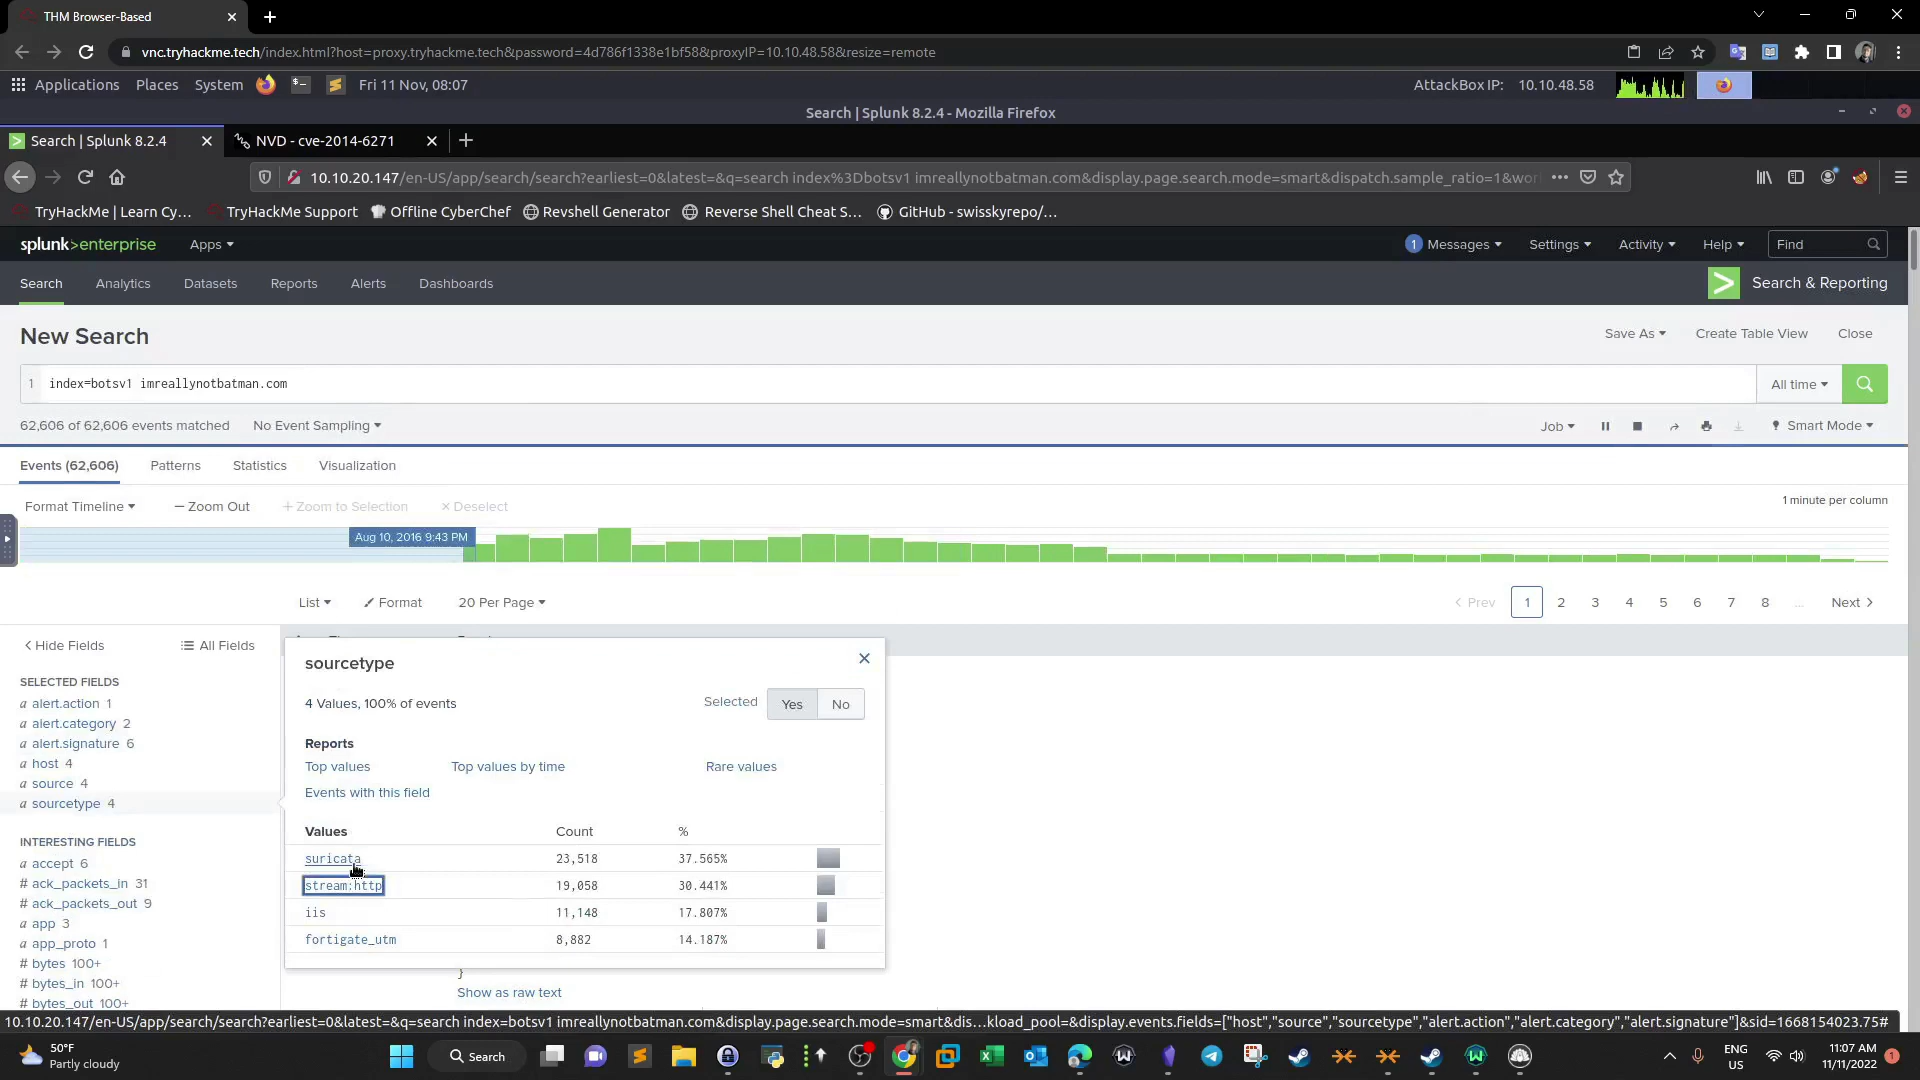 THM Browser-Based
vnc.tryhackme.tech/index.html?host=proxy.tryhackme.tech&password=4d786f1338e1bf58&proxyIP=10.10.48.58&resize=remote
Applications Places System Fri 11 Nov, 08:07 AttackBox IP: 10.10.48.58
Search | Splunk 8.2.4 - Mozilla Firefox
Search | Splunk 8.2.4 NVD - cve-2014-6271
10.10.20.147/en-US/app/search/search?earliest=0&latest=&q=search index%3Dbotsv1 imreallynotbatman.com&display.page.search.mode=smart&dispatch.sample_ratio=1&wor
TryHackMe | Learn Cy… TryHackMe Support Offline CyberChef Revshell Generator Reverse Shell Cheat S… GitHub - swisskyrepo/…
splunk>enterprise Apps 1 Messages Settings Activity Help Find
Search Analytics Datasets Reports Alerts Dashboards > Search & Reporting
New Search Save As Create Table View Close
1 index=botsv1 imreallynotbatman.com All time
62,606 of 62,606 events matched No Event Sampling Job Smart Mode
Events (62,606) Patterns Statistics Visualization
Format Timeline — Zoom Out + Zoom to Selection × Deselect 1 minute per column
Aug 10, 2016 9:43 PM
List Format 20 Per Page < Prev 1 2 3 4 5 6 7 8 ... Next >
< Hide Fields All Fields
SELECTED FIELDS
a alert.action 1
a alert.category 2
a alert.signature 6
a host 4
a source 4
a sourcetype 4
INTERESTING FIELDS
a accept 6
# ack_packets_in 31
# ack_packets_out 9
a app 3
a app_proto 1
# bytes 100+
# bytes_in 100+
# bytes_out 100+
sourcetype
4 Values, 100% of events Selected Yes No
Reports
Top values Top values by time Rare values
Events with this field
Values Count %
suricata 23,518 37.565%
stream:http 19,058 30.441%
iis 11,148 17.807%
fortigate_utm 8,882 14.187%
}
Show as raw text
10.10.20.147/en-US/app/search/search?earliest=0&latest=&q=search index=botsv1 imreallynotbatman.com&display.page.search.mode=smart&dis…kload_pool=&display.events.fields=["host","source","sourcetype","alert.action","alert.category","alert.signature"]&sid=1668154023.75#
50°F
Partly cloudy
Search
ENG
US
11:07 AM
11/11/2022
1